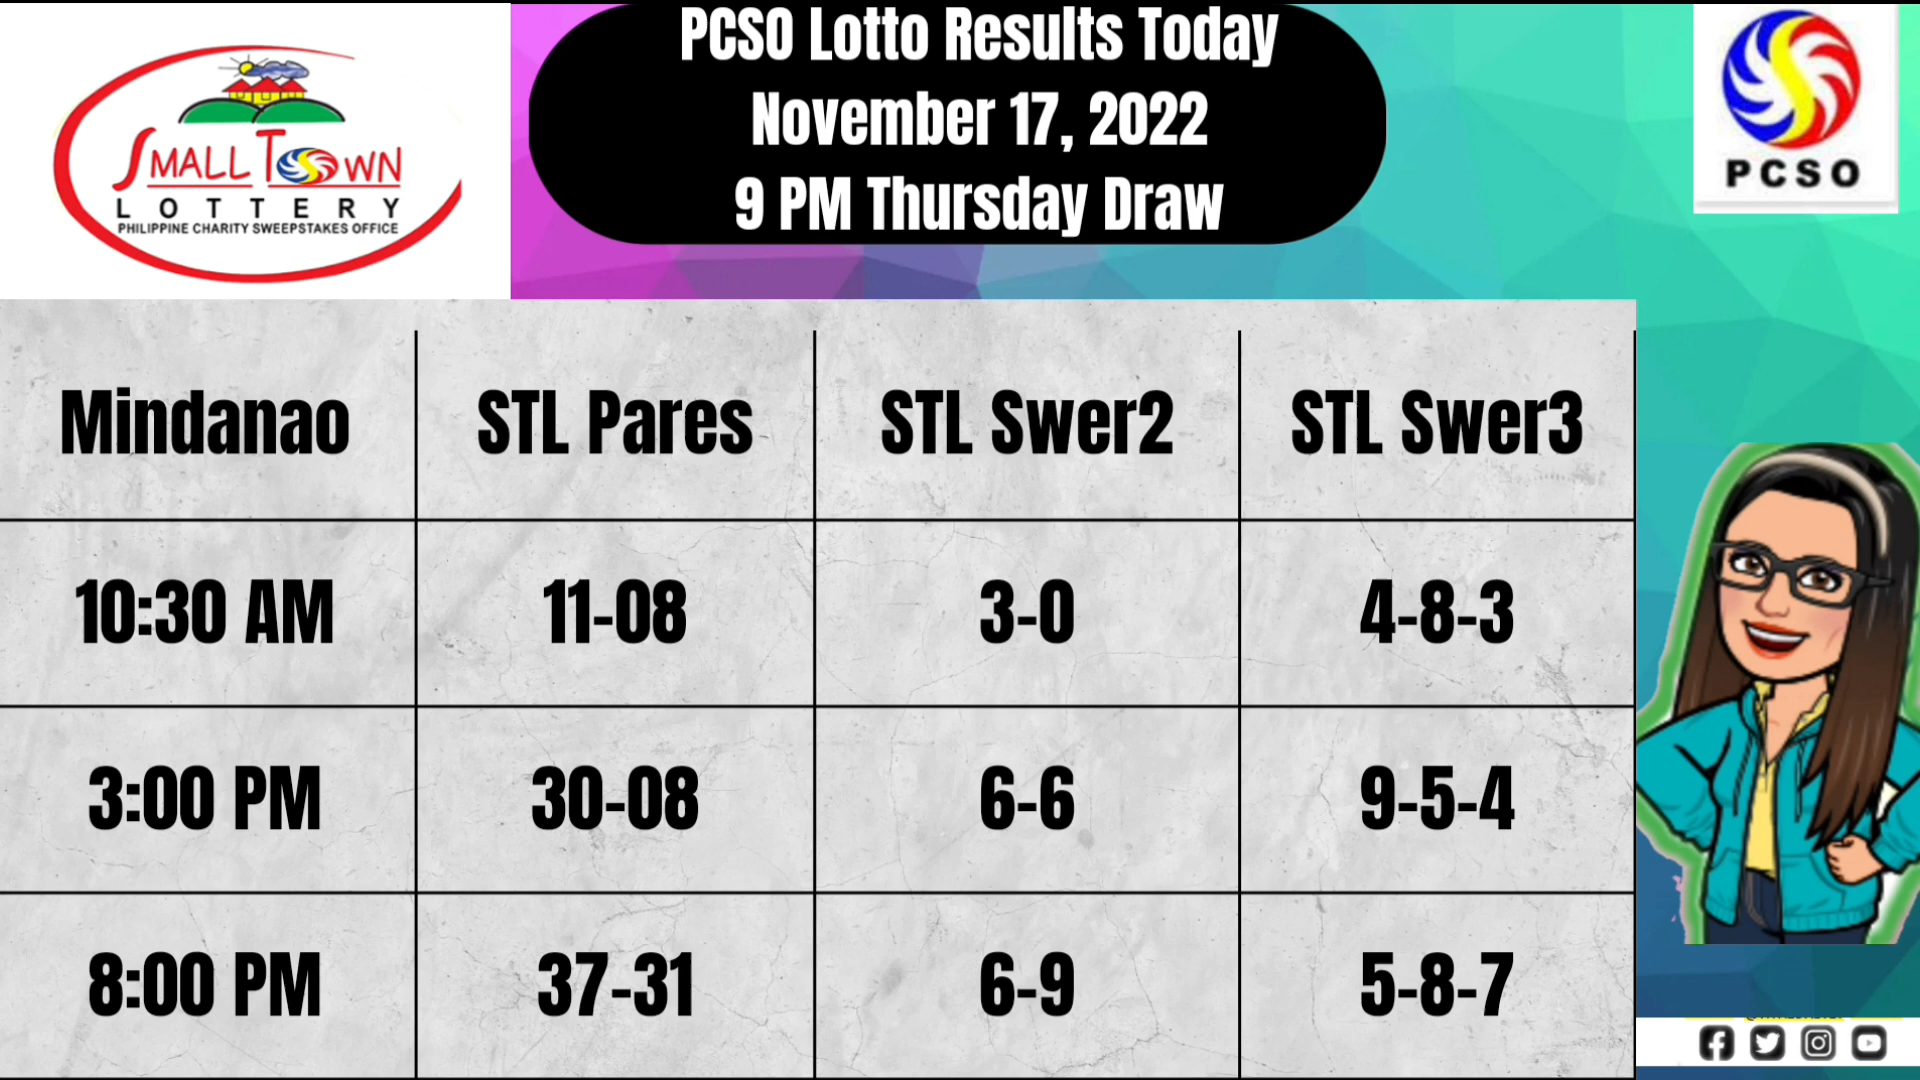 SMALL TOWN
LOTTERY
PHILIPPINE CHARITY SWEEPSTAKES OFFICE
PCSO Lotto Results Today
November 17, 2022
9 PM Thursday Draw
PCSO
Mindanao STL Pares STL Swer2 STL Swer3
10:30 AM 11-08 3-0 4-8-3
3:00 PM 30-08 6-6 9-5-4
8:00 PM 37-31 6-9 5-8-7